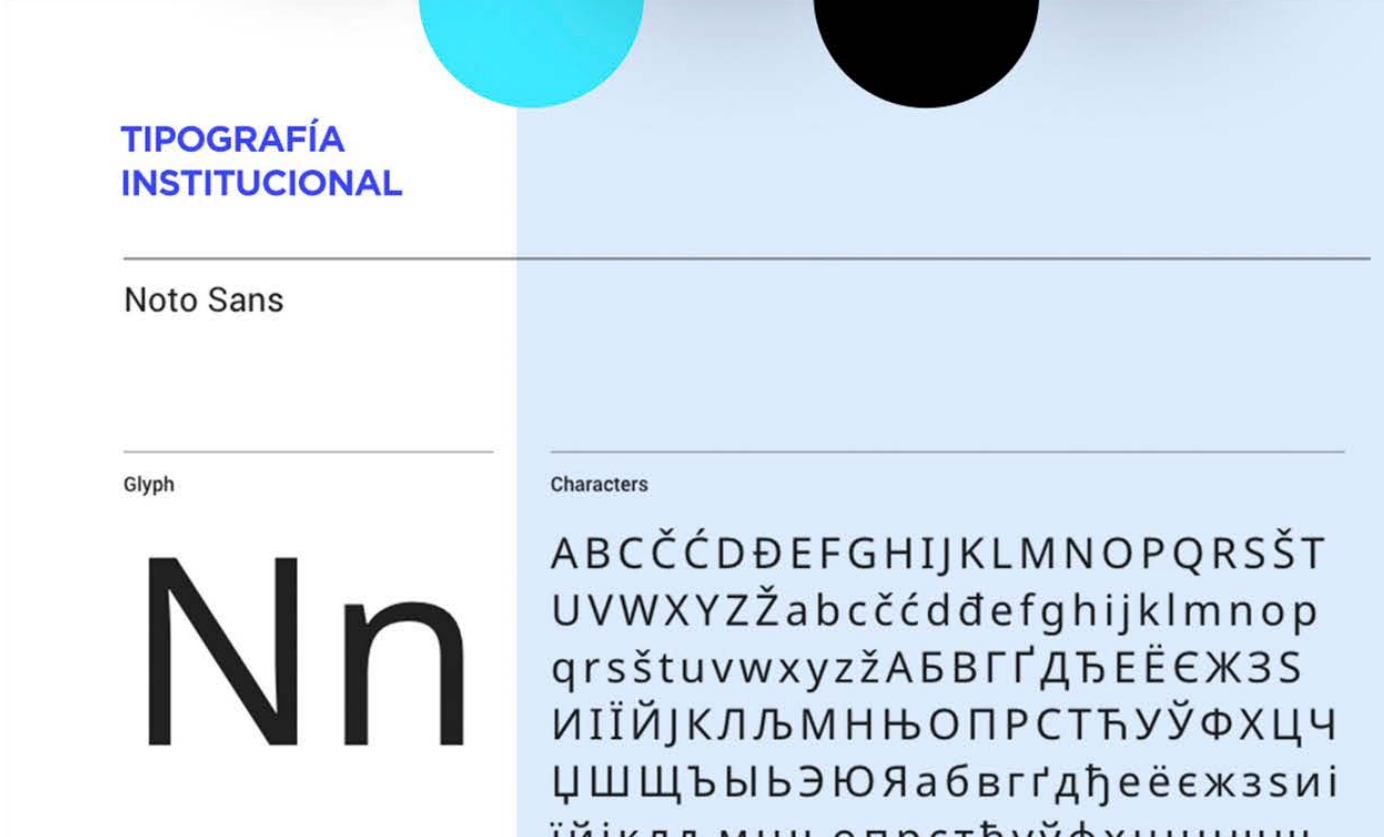 TIPOGRAFÍA
INSTITUCIONAL
Noto Sans
Glyph
Characters
Nn
ABCČĆDĐEFGHIJKLMNOPQRSŠT
UVWXYZŽabcčćdđefghijklmnop
qrsštuvwxyzžАБВГҐДЂЕЁЄЖЗЅ
ИІЇЙЈКЛЉМНЊОПРСТЋУЎФХЦЧ
ЏШЩЪЫЬЭЮЯабвгґдђеёєжзѕиі